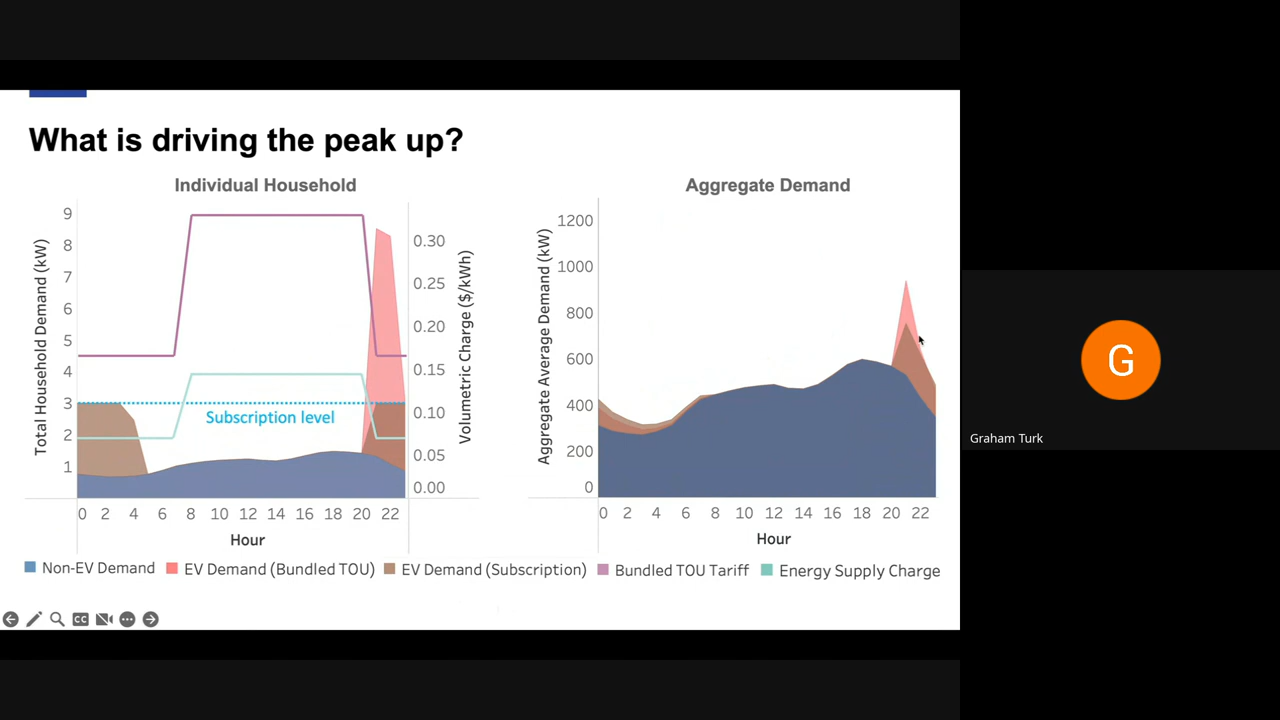 What is driving the peak up?
Individual Household
Total Household Demand (kW)
9
8
7
6
5
4
3
2
1
Subscription level
0.30
0.25
0.20
0.15
0.10
0.05
0.00
Volumetric Charge ($/kWh)
0 2 4 6 8 10 12 14 16 18 20 22
Hour
Aggregate Demand
Aggregate Average Demand (kW)
1200
1000
800
600
400
200
0
0 2 4 6 8 10 12 14 16 18 20 22
Hour
Non-EV Demand EV Demand (Bundled TOU) EV Demand (Subscription) Bundled TOU Tariff Energy Supply Charge
CC
G
Graham Turk